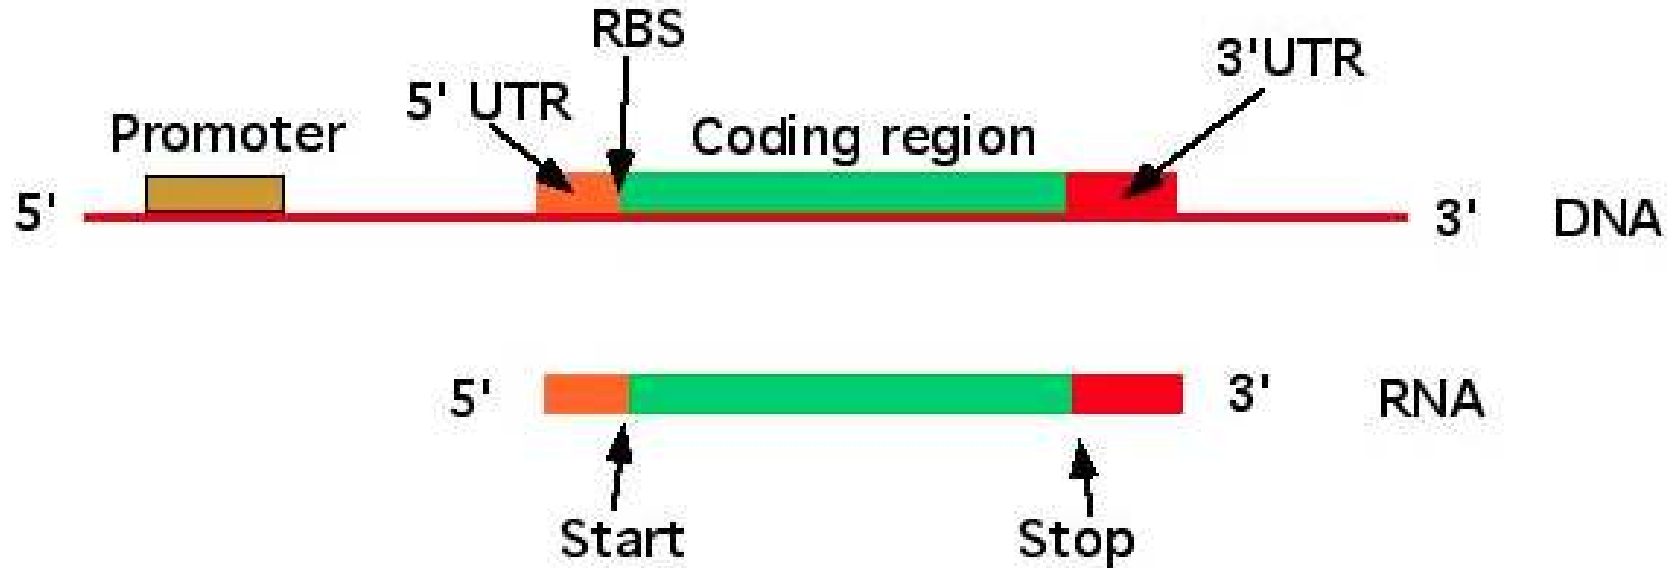 RBS
3'UTR
5' UTR
Promoter
Coding region
5'
3'
DNA
5'
3'
RNA
Start
Stop